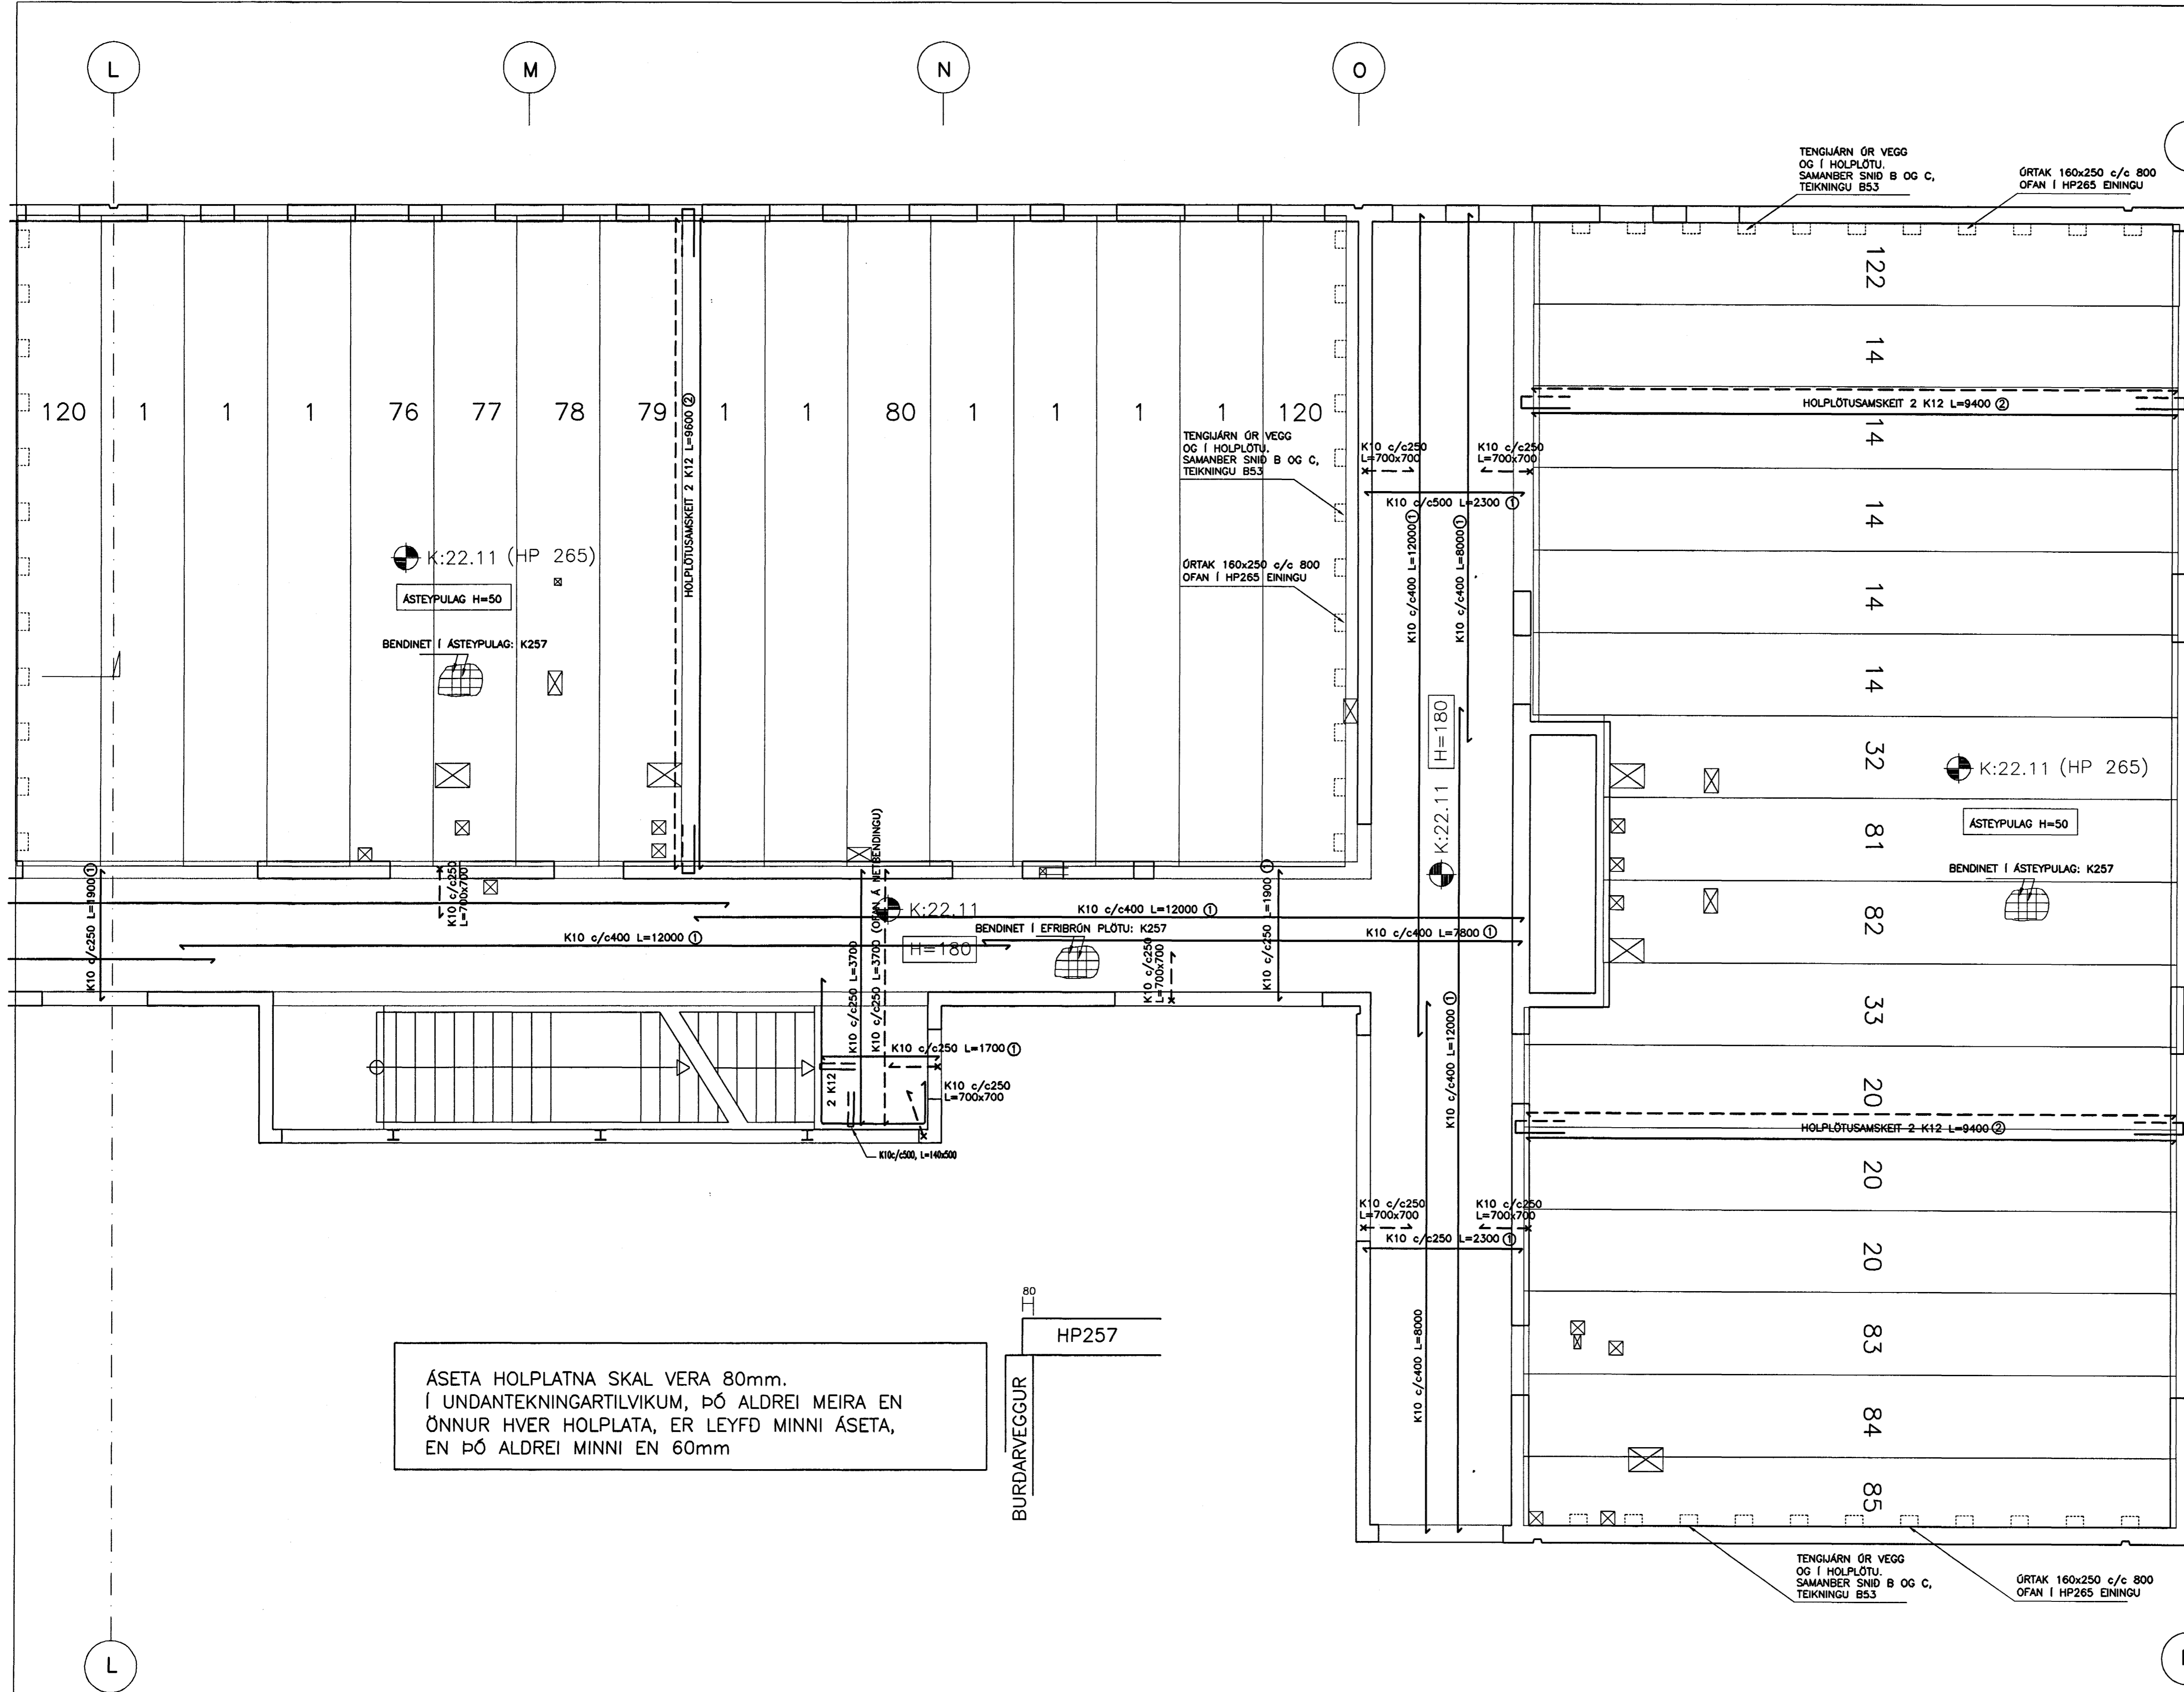 L
M
N
O
TENGIJÁRN ÚR VEGG
OG Í HOLPLÖTU.
SAMANBER SNIÐ B OG C,
TEIKNINGU B53
ÚRTAK 160x250 c/c 800
OFAN Í HP265 EININGU
120
1
1
1
76
77
78
79
1
1
80
1
1
1
1
120
HOLPLÖTUSAMSKEIT 2 K12 L=9600 ②
TENGIJÁRN ÚR VEGG
OG Í HOLPLÖTU.
SAMANBER SNIÐ B OG C,
TEIKNINGU B53
ÚRTAK 160x250 c/c 800
OFAN Í HP265 EININGU
K:22.11 (HP 265)
ÁSTEYPULAG H=50
BENDINET Í ÁSTEYPULAG: K257
K10 c/c250
L=700x700
K10 c/c250
L=700x700
K10 c/c500 L=2300 ①
K10 c/c400 L=12000 ①
K10 c/c400 L=8000 ①
H=180
K:22.11
122
14
HOLPLÖTUSAMSKEIT 2 K12 L=9400 ②
14
14
14
14
32
81
82
33
20
HOLPLÖTUSAMSKEIT 2 K12 L=9400 ②
20
20
83
84
85
K:22.11 (HP 265)
ÁSTEYPULAG H=50
BENDINET Í ÁSTEYPULAG: K257
K10 c/c250 L=1900 ①
K10 c/c250
L=700x700
K:22.11
K10 c/c400 L=12000 ①
BENDINET Í EFRIBRÚN PLÖTU: K257
K10 c/c400 L=12000 ①
H=180
K10 c/c400 L=7800 ①
K10 c/c250 L=3700
K10 c/c250 L=3700 (OFAN Á NETBENDINGU)
K10 c/c250
L=700x700
K10 c/c250 L=1900 ①
K10 c/c250 L=1700 ①
2 K12
K10 c/c250
L=700x700
K10c/c500, L=140x500
K10 c/c400 L=12000 ①
K10 c/c250
L=700x700
K10 c/c250
L=700x700
K10 c/c250 L=2300 ①
K10 c/c400 L=8000
80
HP257
BURÐARVEGGUR
ÁSETA HOLPLATNA SKAL VERA 80mm.
Í UNDANTEKNINGARTILVIKUM, ÞÓ ALDREI MEIRA EN
ÖNNUR HVER HOLPLATA, ER LEYFÐ MINNI ÁSETA,
EN ÞÓ ALDREI MINNI EN 60mm
TENGIJÁRN ÚR VEGG
OG Í HOLPLÖTU.
SAMANBER SNIÐ B OG C,
TEIKNINGU B53
ÚRTAK 160x250 c/c 800
OFAN Í HP265 EININGU
L